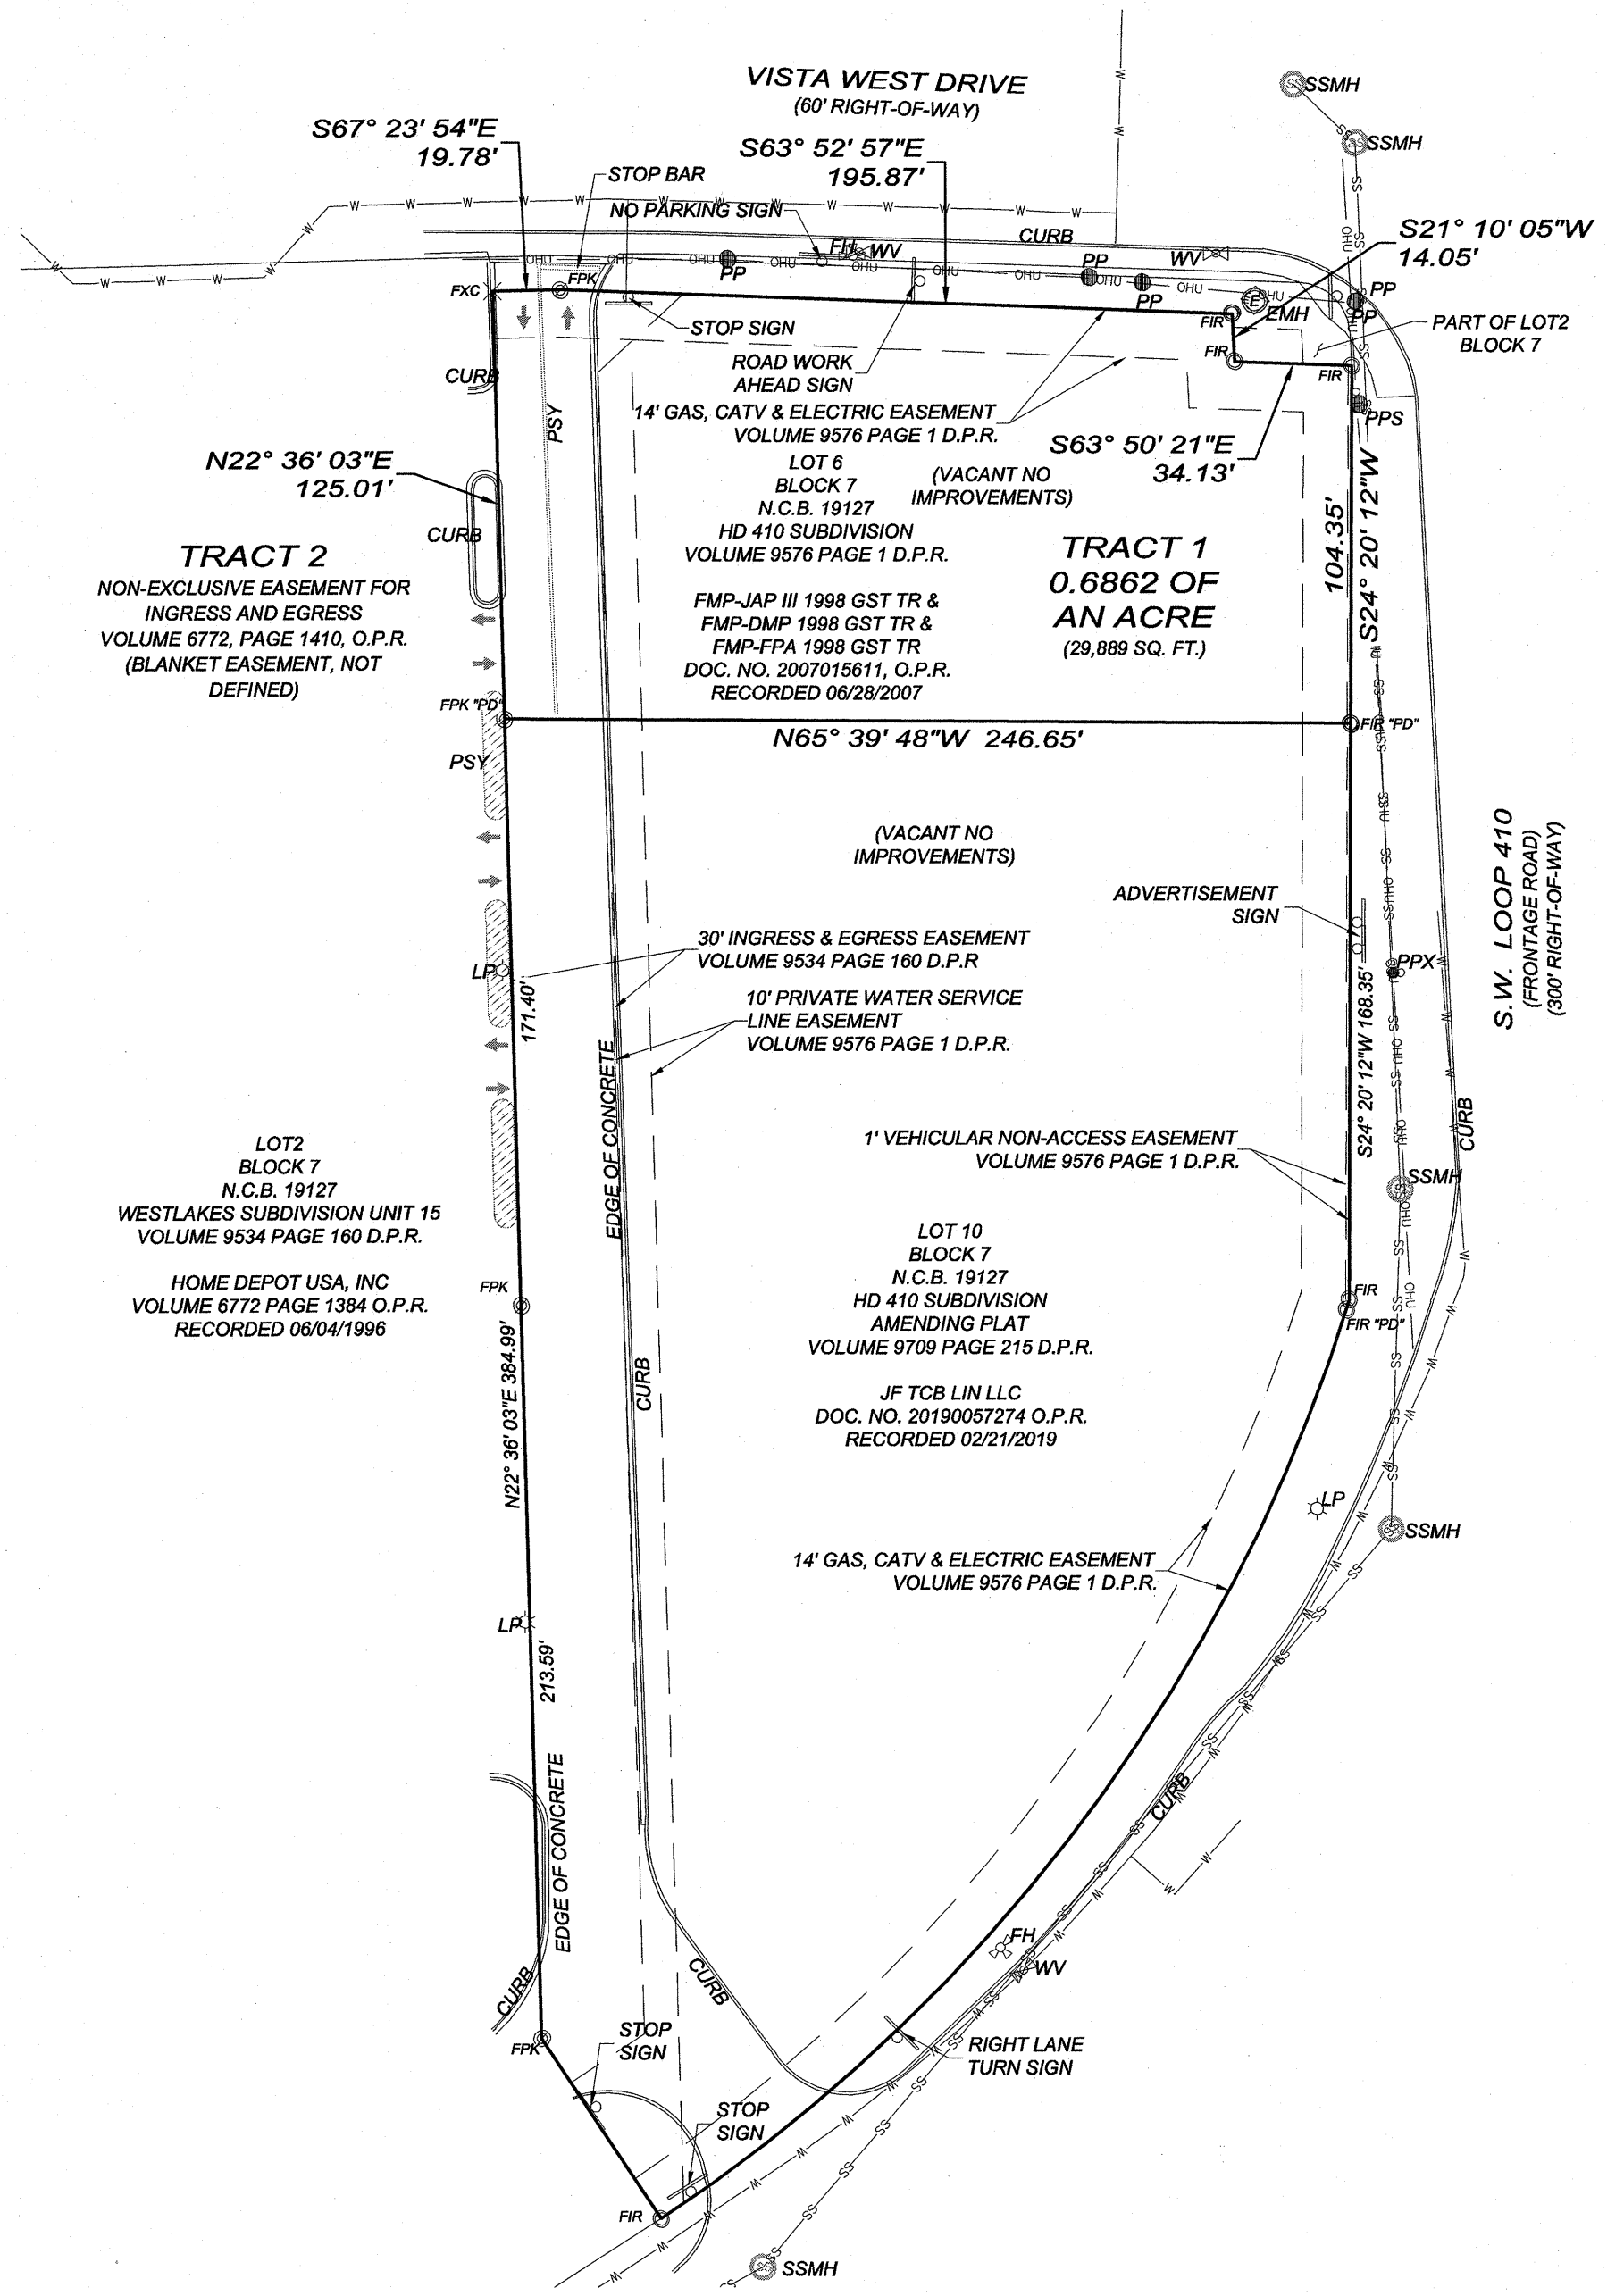 VISTA WEST DRIVE
(60' RIGHT-OF-WAY)
SSMH
SSMH
S67° 23' 54"E
19.78'
S63° 52' 57"E
195.87'
STOP BAR
NO PARKING SIGN
FH
WV
CURB
WV
S21° 10' 05"W
14.05'
FXC
FPK
PP
PP
PP
PP
PP
E
EMH
FIR
FIR
FIR
STOP SIGN
ROAD WORK
AHEAD SIGN
PART OF LOT2
BLOCK 7
CURB
PSY
14' GAS, CATV & ELECTRIC EASEMENT
VOLUME 9576 PAGE 1 D.P.R.
PPS
S63° 50' 21"E
34.13'
N22° 36' 03"E
125.01'
LOT 6
BLOCK 7
N.C.B. 19127
HD 410 SUBDIVISION
VOLUME 9576 PAGE 1 D.P.R.
(VACANT NO
IMPROVEMENTS)
CURB
TRACT 2
NON-EXCLUSIVE EASEMENT FOR
INGRESS AND EGRESS
VOLUME 6772, PAGE 1410, O.P.R.
(BLANKET EASEMENT, NOT
DEFINED)
TRACT 1
0.6862 OF
AN ACRE
(29,889 SQ. FT.)
104.35'
S24° 20' 12"W
FMP-JAP III 1998 GST TR &
FMP-DMP 1998 GST TR &
FMP-FPA 1998 GST TR
DOC. NO. 2007015611, O.P.R.
RECORDED 06/28/2007
FPK "PD"
FIR "PD"
N65° 39' 48"W 246.65'
PSY
(VACANT NO
IMPROVEMENTS)
S.W. LOOP 410
(FRONTAGE ROAD)
(300' RIGHT-OF-WAY)
ADVERTISEMENT
SIGN
30' INGRESS & EGRESS EASEMENT
VOLUME 9534 PAGE 160 D.P.R
LP
PPX
171.40'
10' PRIVATE WATER SERVICE
LINE EASEMENT
VOLUME 9576 PAGE 1 D.P.R.
S24° 20' 12"W 168.35'
EDGE OF CONCRETE
CURB
1' VEHICULAR NON-ACCESS EASEMENT
VOLUME 9576 PAGE 1 D.P.R.
SSMH
LOT2
BLOCK 7
N.C.B. 19127
WESTLAKES SUBDIVISION UNIT 15
VOLUME 9534 PAGE 160 D.P.R.
HOME DEPOT USA, INC
VOLUME 6772 PAGE 1384 O.P.R.
RECORDED 06/04/1996
LOT 10
BLOCK 7
N.C.B. 19127
HD 410 SUBDIVISION
AMENDING PLAT
VOLUME 9709 PAGE 215 D.P.R.
JF TCB LIN LLC
DOC. NO. 20190057274 O.P.R.
RECORDED 02/21/2019
FPK
FIR
FIR "PD"
N22° 36' 03"E 384.99'
CURB
LP
SSMH
14' GAS, CATV & ELECTRIC EASEMENT
VOLUME 9576 PAGE 1 D.P.R.
LP
213.59'
EDGE OF CONCRETE
CURB
FH
WV
CURB
CURB
FPK
STOP
SIGN
RIGHT LANE
TURN SIGN
STOP
SIGN
FIR
SSMH